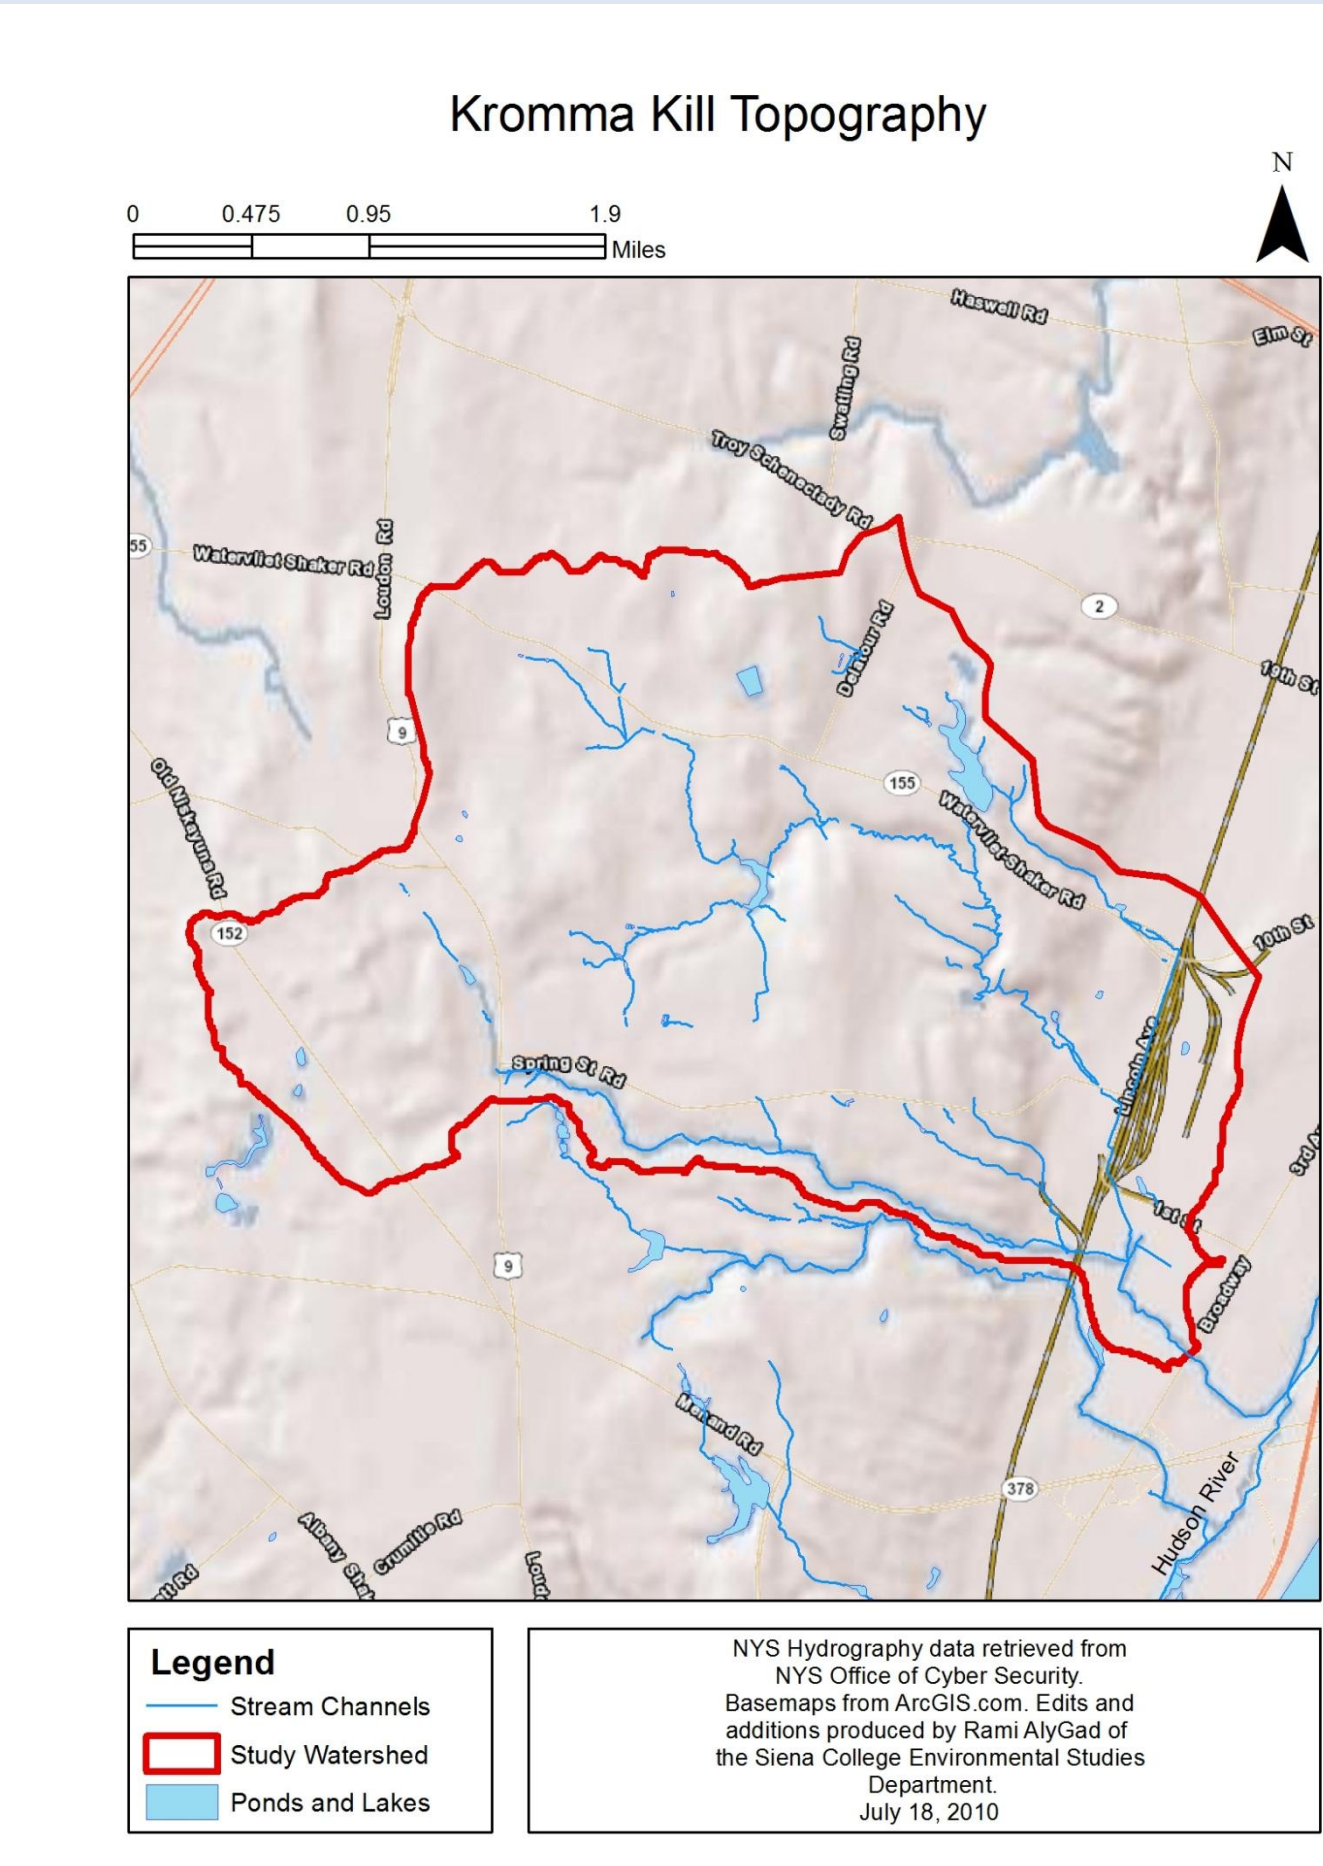 Kromma Kill Topography
N
0 0.475 0.95 1.9
Miles
Haswell Rd
Elm St
Swatling Rd
Troy Schenectady Rd
Loudon Rd
55
Watervliet Shaker Rd
2
Delatour Rd
19th St
9
Old Niskayuna Rd
155
Watervliet-Shaker Rd
152
10th St
Lincoln Ave
Spring St Rd
3rd A
1st St
9
Broadway
Menand Rd
378
Hudson River
Albany Shak
Crumitie Rd
Loud
att Rd
Legend
Stream Channels
Study Watershed
Ponds and Lakes
NYS Hydrography data retrieved from
NYS Office of Cyber Security.
Basemaps from ArcGIS.com. Edits and
additions produced by Rami AlyGad of
the Siena College Environmental Studies
Department.
July 18, 2010